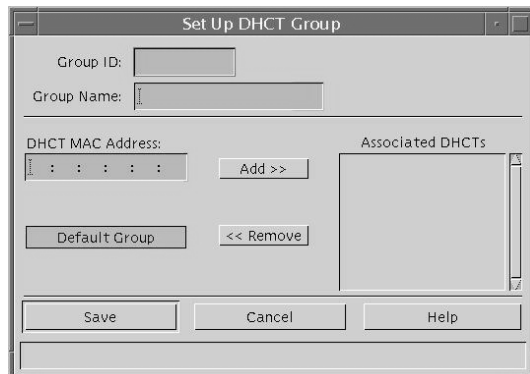 Set Up DHCT Group
Group ID:
Group Name:
DHCT MAC Address:
: : : : :
Add >>
Associated DHCTs
Default Group
<< Remove
Save
Cancel
Help